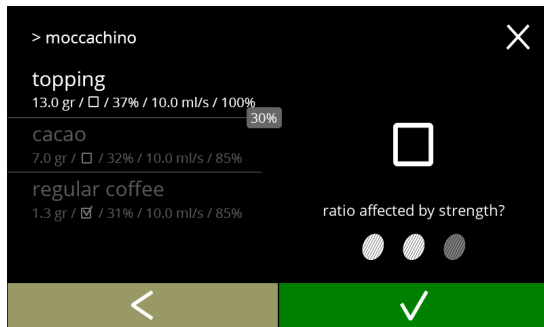 > moccachino
topping
13.0 gr / ☐ / 37% / 10.0 ml/s / 100%
30%
cacao
7.0 gr / ☐ / 32% / 10.0 ml/s / 85%
regular coffee
1.3 gr / ☑ / 31% / 10.0 ml/s / 85%
ratio affected by strength?